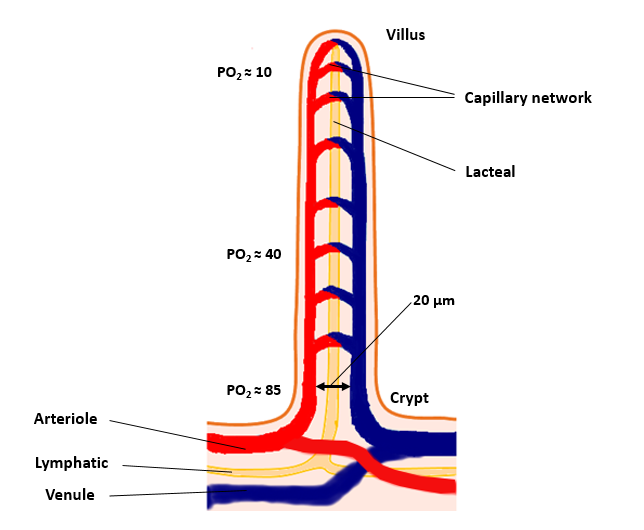 Villus
PO₂ ≈ 10
Capillary network
Lacteal
PO₂ ≈ 40
20 µm
PO₂ ≈ 85
Crypt
Arteriole
Lymphatic
Venule